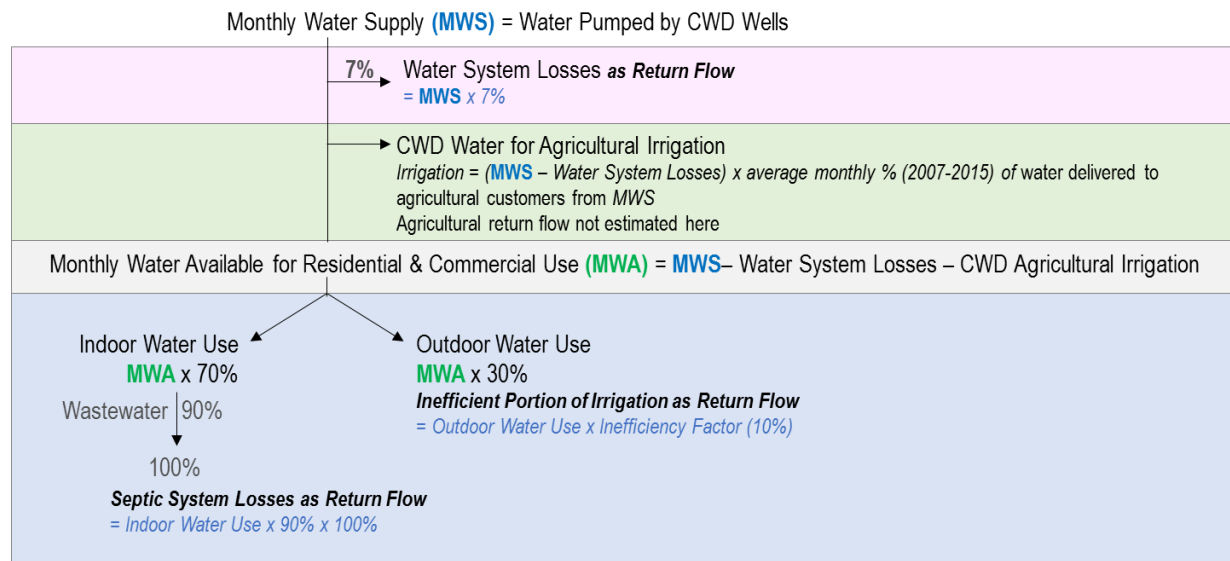 Monthly Water Supply (MWS) = Water Pumped by CWD Wells
7%
Water System Losses as Return Flow
= MWS x 7%
CWD Water for Agricultural Irrigation
Irrigation = (MWS – Water System Losses) x average monthly % (2007-2015) of water delivered to
agricultural customers from MWS
Agricultural return flow not estimated here
Monthly Water Available for Residential & Commercial Use (MWA) = MWS– Water System Losses – CWD Agricultural Irrigation
Indoor Water Use
MWA x 70%
Wastewater 90%
100%
Septic System Losses as Return Flow
= Indoor Water Use x 90% x 100%
Outdoor Water Use
MWA x 30%
Inefficient Portion of Irrigation as Return Flow
= Outdoor Water Use x Inefficiency Factor (10%)